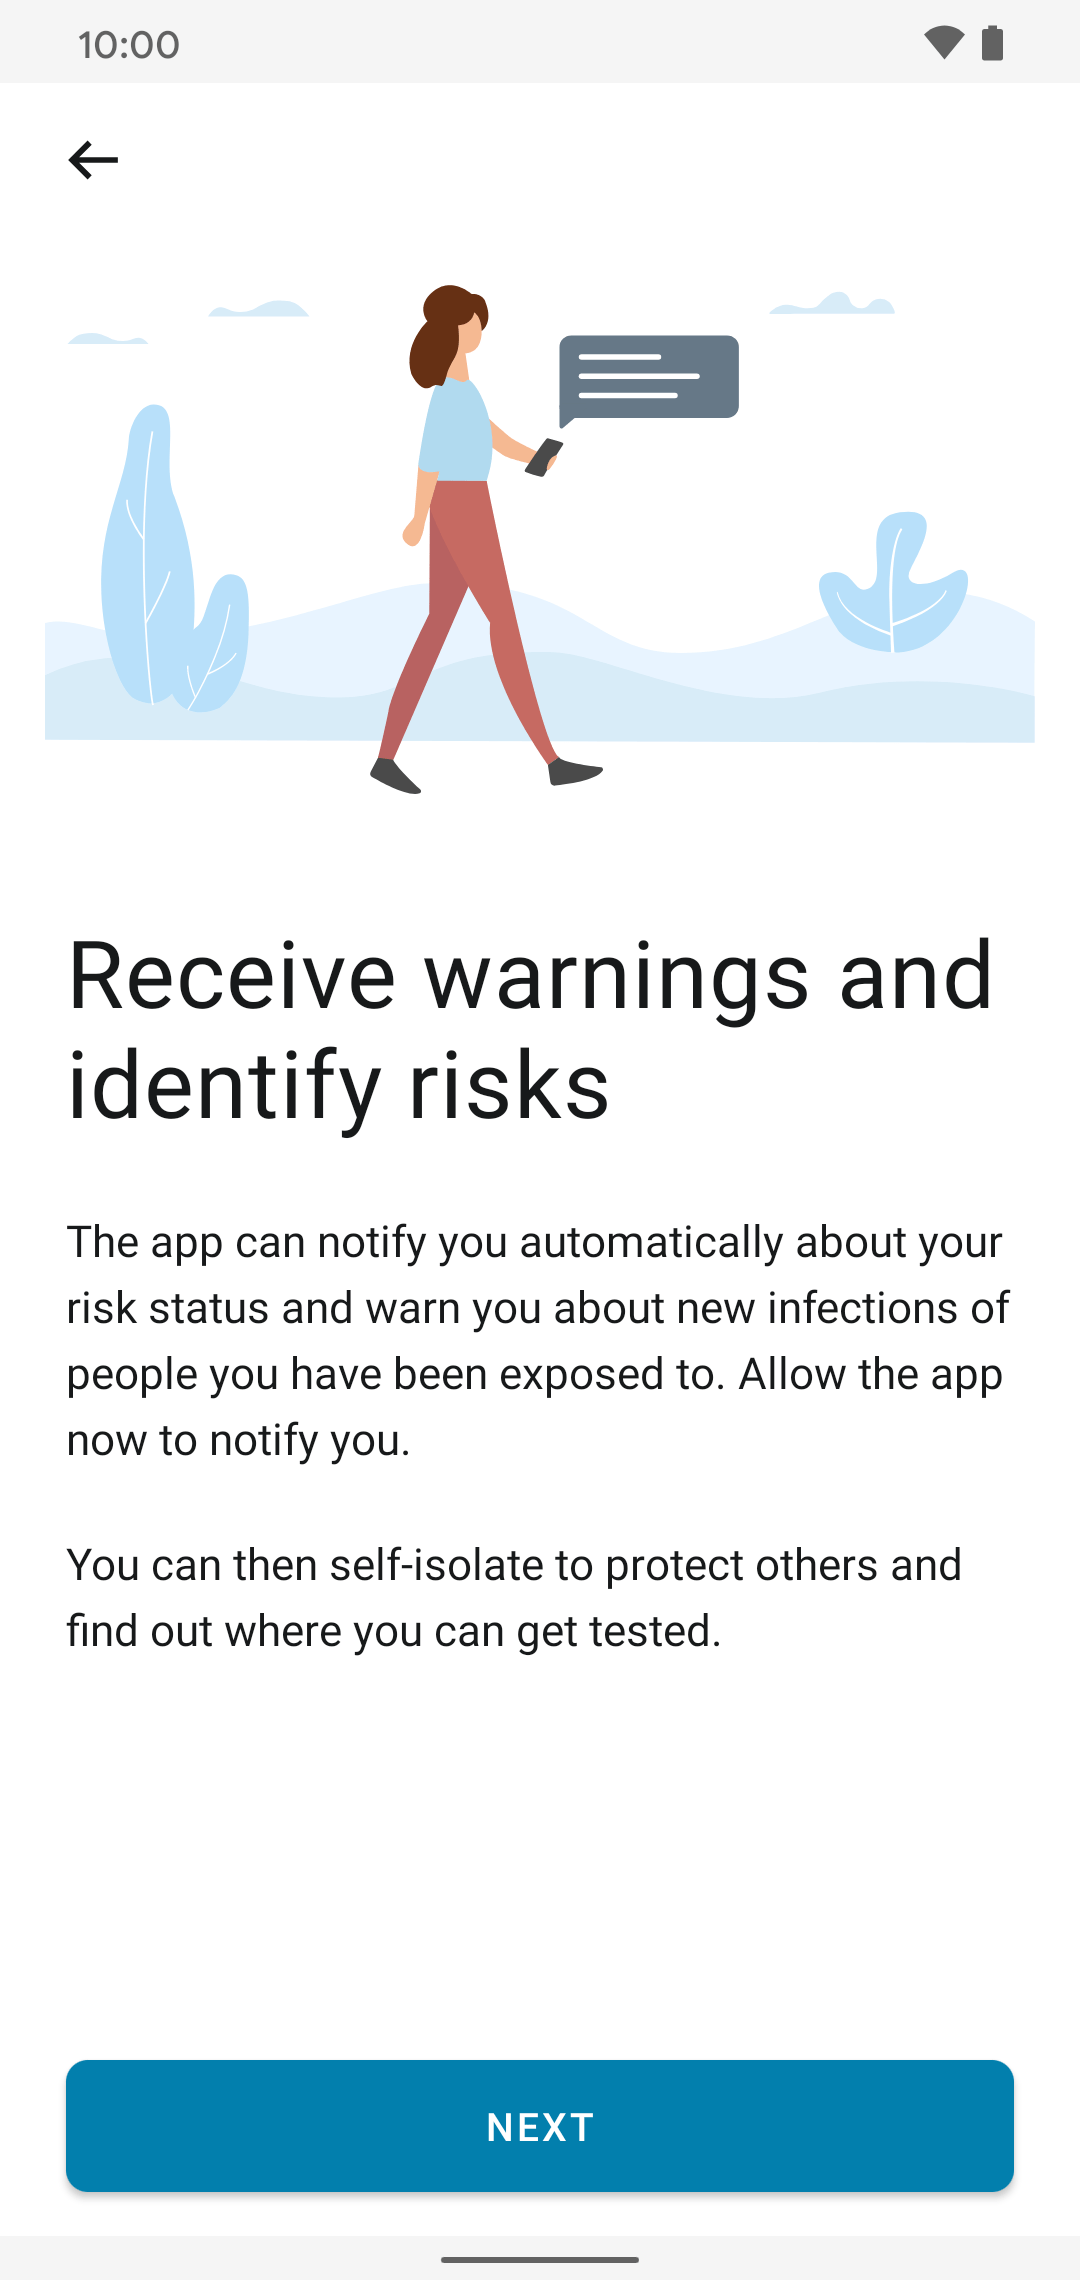 10:00
Receive warnings and
identify risks
The app can notify you automatically about your
risk status and warn you about new infections of
people you have been exposed to. Allow the app
now to notify you.
You can then self-isolate to protect others and
find out where you can get tested.
NEXT